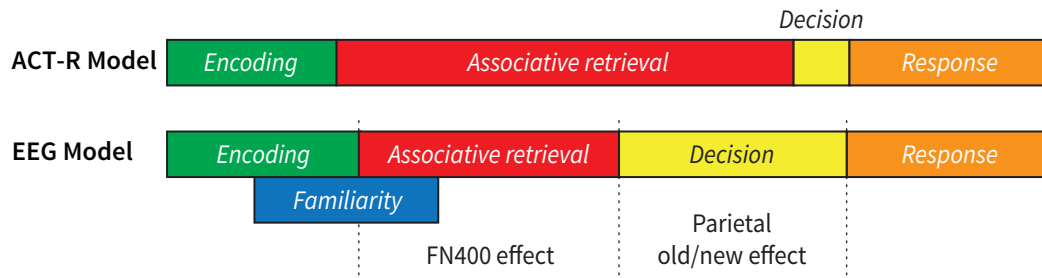 Decision
ACT-R Model Encoding Associative retrieval Response
EEG Model Encoding Associative retrieval Decision Response
Familiarity
FN400 effect
Parietal
old/new effect